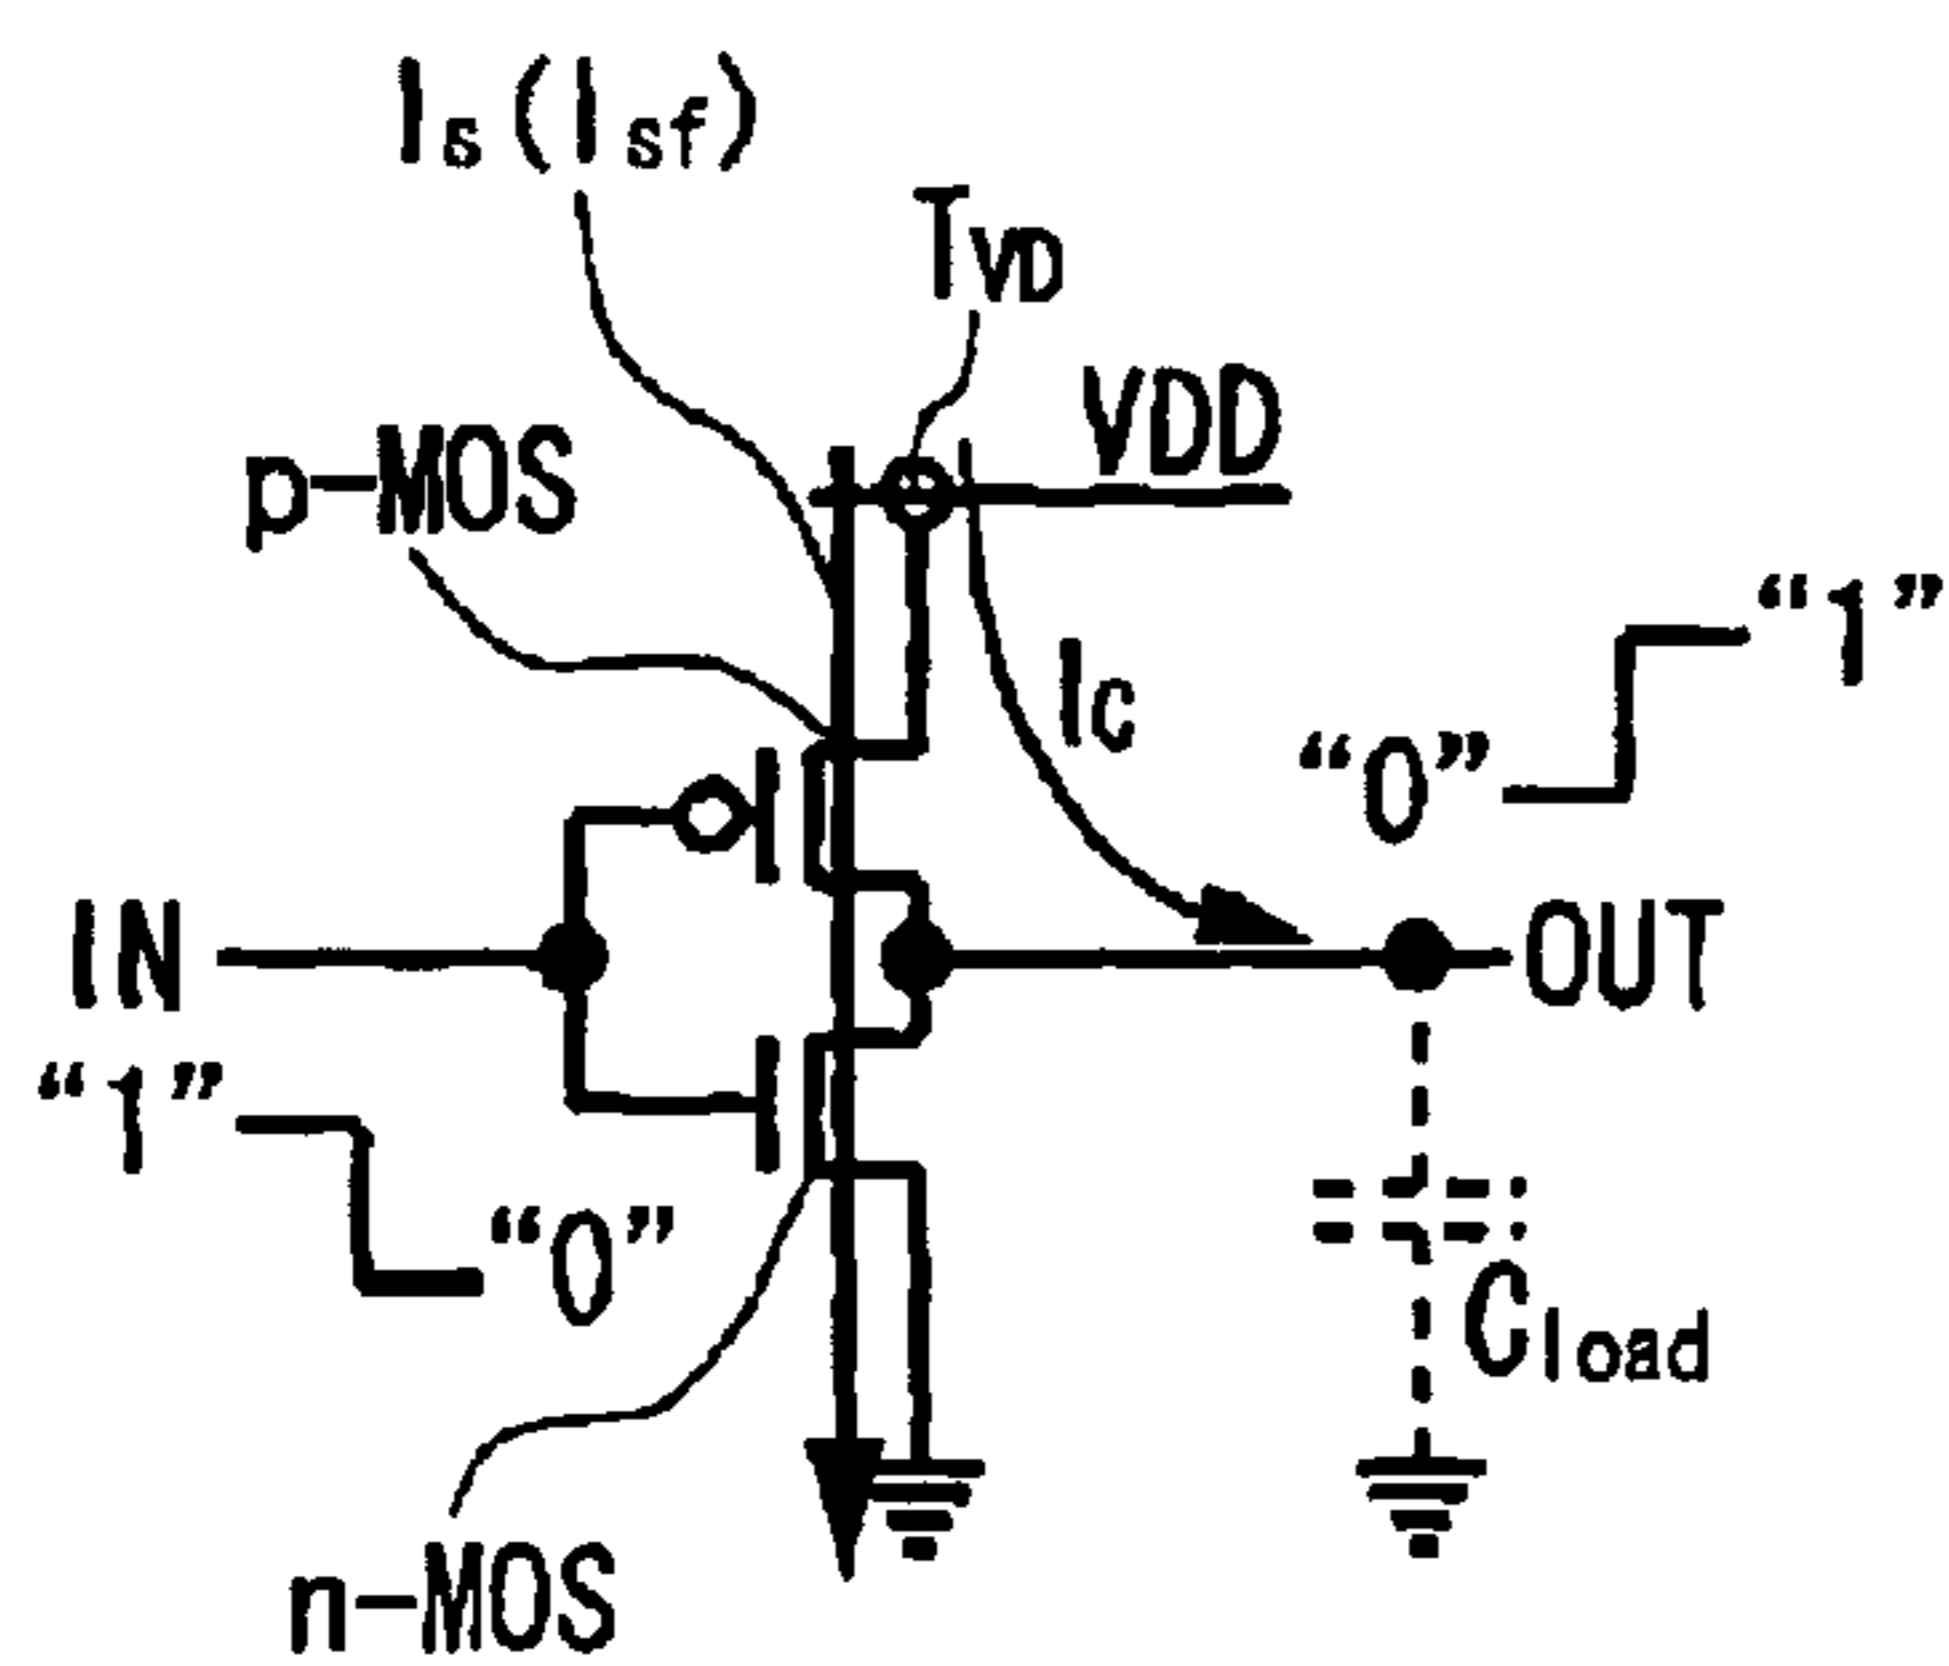 Is(Isf)
TVD
VDD
p-MOS
"1"
Ic
"0"
IN
OUT
"1"
"0"
Cload
n-MOS